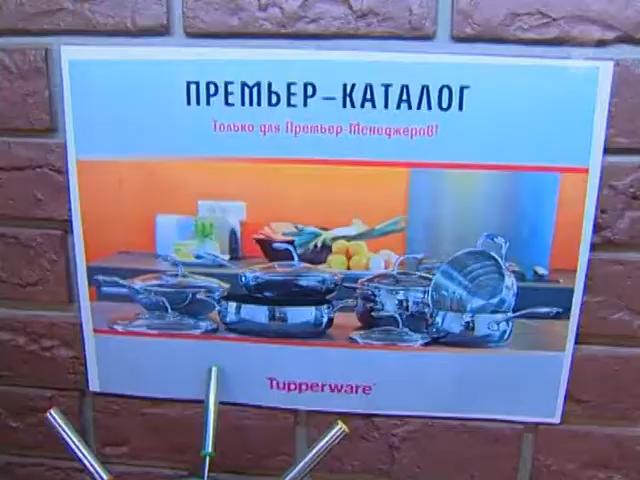 ПРЕМЬЕР-КАТАЛОГ
Только для Премьер-Менеджеров!
Tupperware